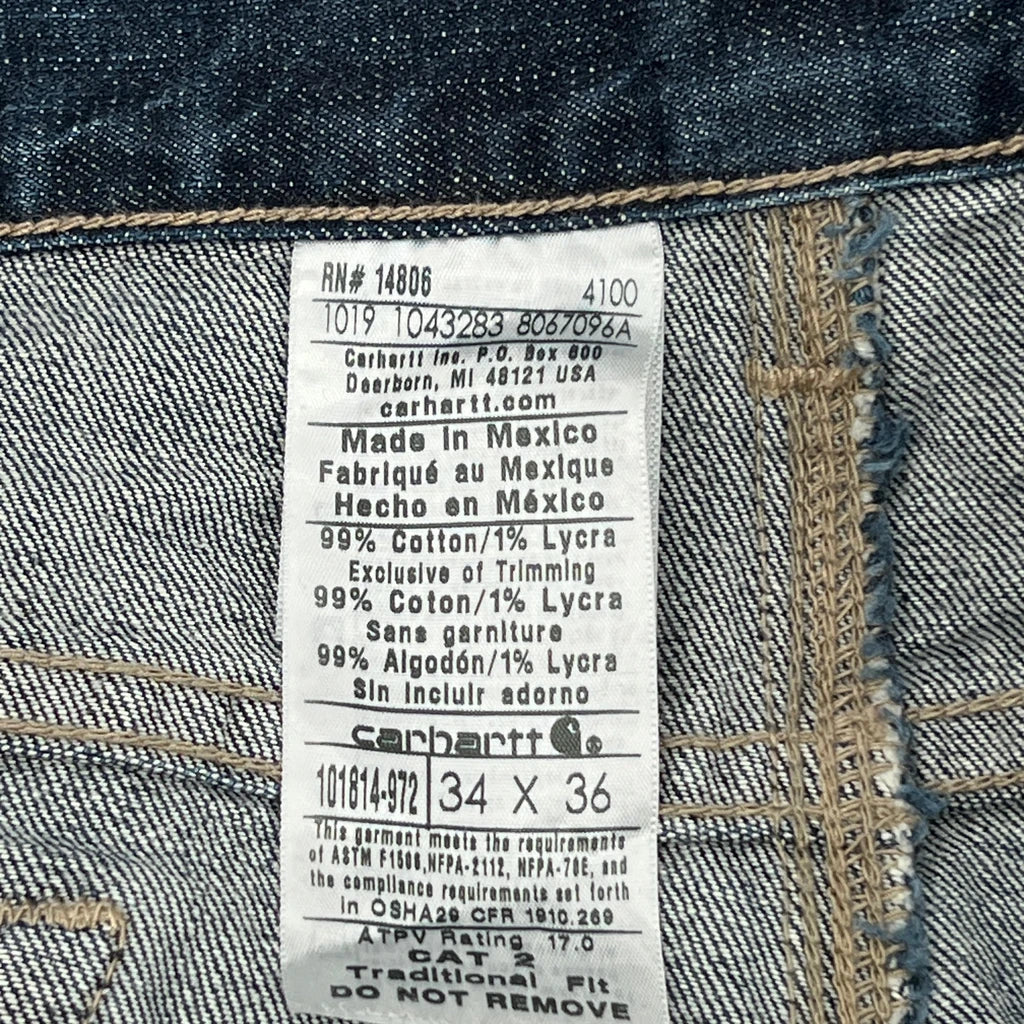 RN# 14806
4100
1019 1043283 8067096A
Carhartt Inc. P.O. Box 600
Dearborn, MI 48121 USA
carhartt.com
Made in Mexico
Fabriqué au Mexique
Hecho en México
99% Cotton/1% Lycra
Exclusive of Trimming
99% Coton/1% Lycra
Sans garniture
99% Algodón/1% Lycra
Sin incluir adorno
carhartt ®
101814-972 34 X 36
This garment meets the requirements
of ASTM F1506, NFPA-2112, NFPA-70E, and
the compliance requirements set forth
in OSHA29 CFR 1910.269
ATPV Rating 17.0
CAT 2
Traditional Fit
DO NOT REMOVE